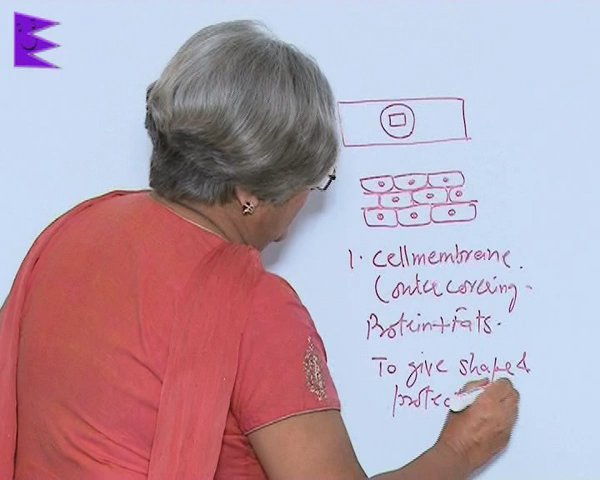 1. Cellmembrane.
(outer covering.
Protein+Fats.
To give shape &
protec